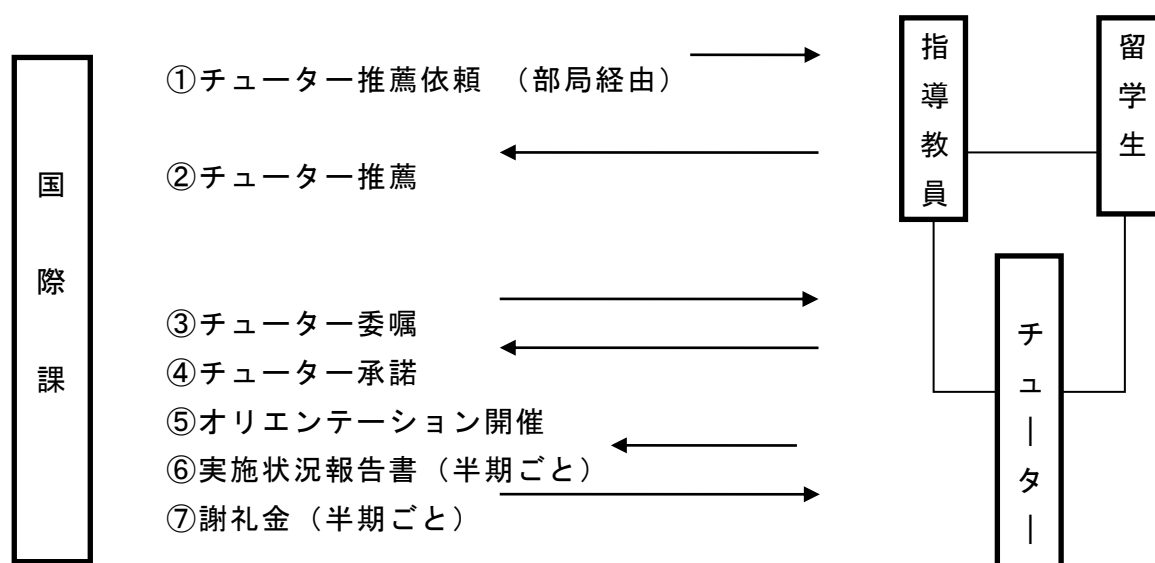 国際課
①チューター推薦依頼 （部局経由）
②チューター推薦
③チューター委嘱
④チューター承諾
⑤オリエンテーション開催
⑥実施状況報告書（半期ごと）
⑦謝礼金（半期ごと）
指導教員
留学生
チューター